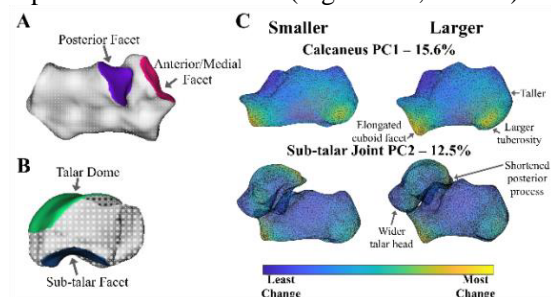 A
Posterior Facet
Anterior/Medial
Facet
B
Talar Dome
Sub-talar Facet
C
Smaller
Larger
Calcaneus PC1 – 15.6%
Taller
Elongated
cuboid facet
Larger
tuberosity
Sub-talar Joint PC2 – 12.5%
Shortened
posterior
process
Wider
talar head
Least
Change
Most
Change